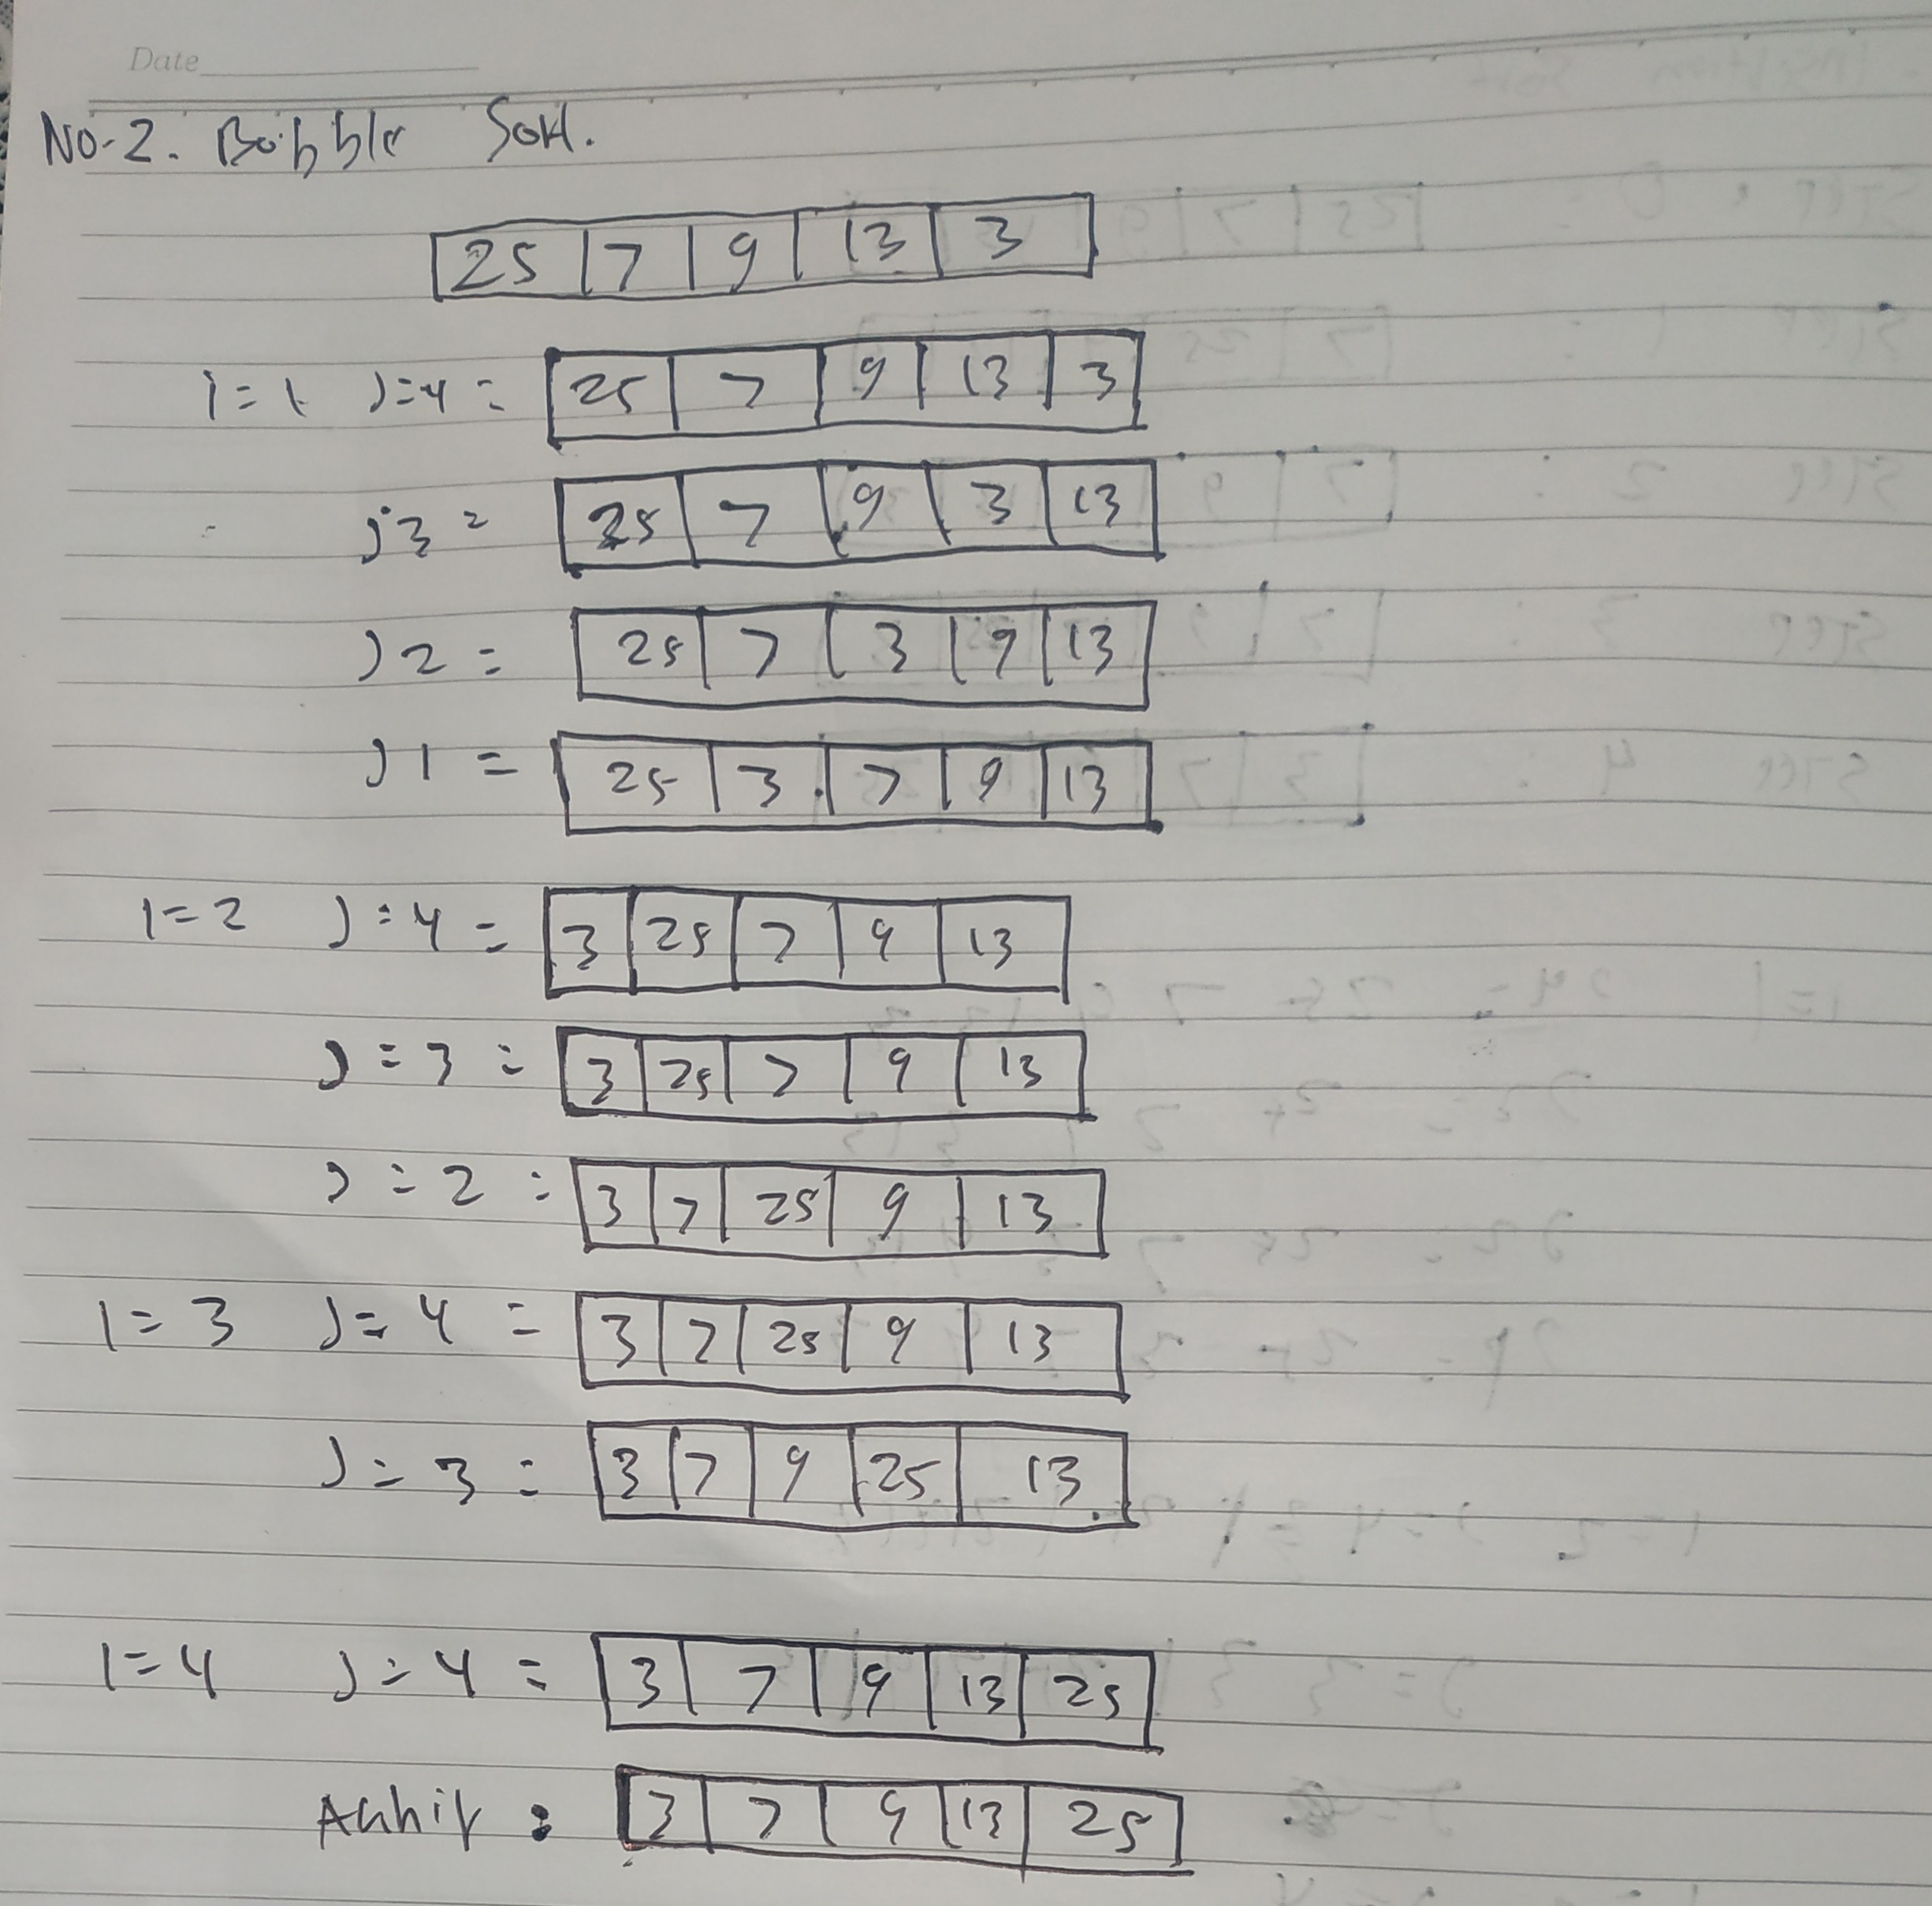 Date
No-2. Bubble Sort.
25 | 7 | 9 | 13 | 3
i=1 j=4 = 25 | 7 | 9 | 13 | 3
j3 = 25 | 7 | 9 | 3 | 13
j2 = 25 | 7 | 3 | 9 | 13
j1 = 25 | 3 | 7 | 9 | 13
i=2 j=4 = 3 | 25 | 7 | 9 | 13
j=3 = 3 | 25 | 7 | 9 | 13
j=2 = 3 | 7 | 25 | 9 | 13
i=3 j=4 = 3 | 7 | 25 | 9 | 13
j=3 = 3 | 7 | 9 | 25 | 13
i=4 j=4 = 3 | 7 | 9 | 13 | 25
Akhir : 3 | 7 | 9 | 13 | 25